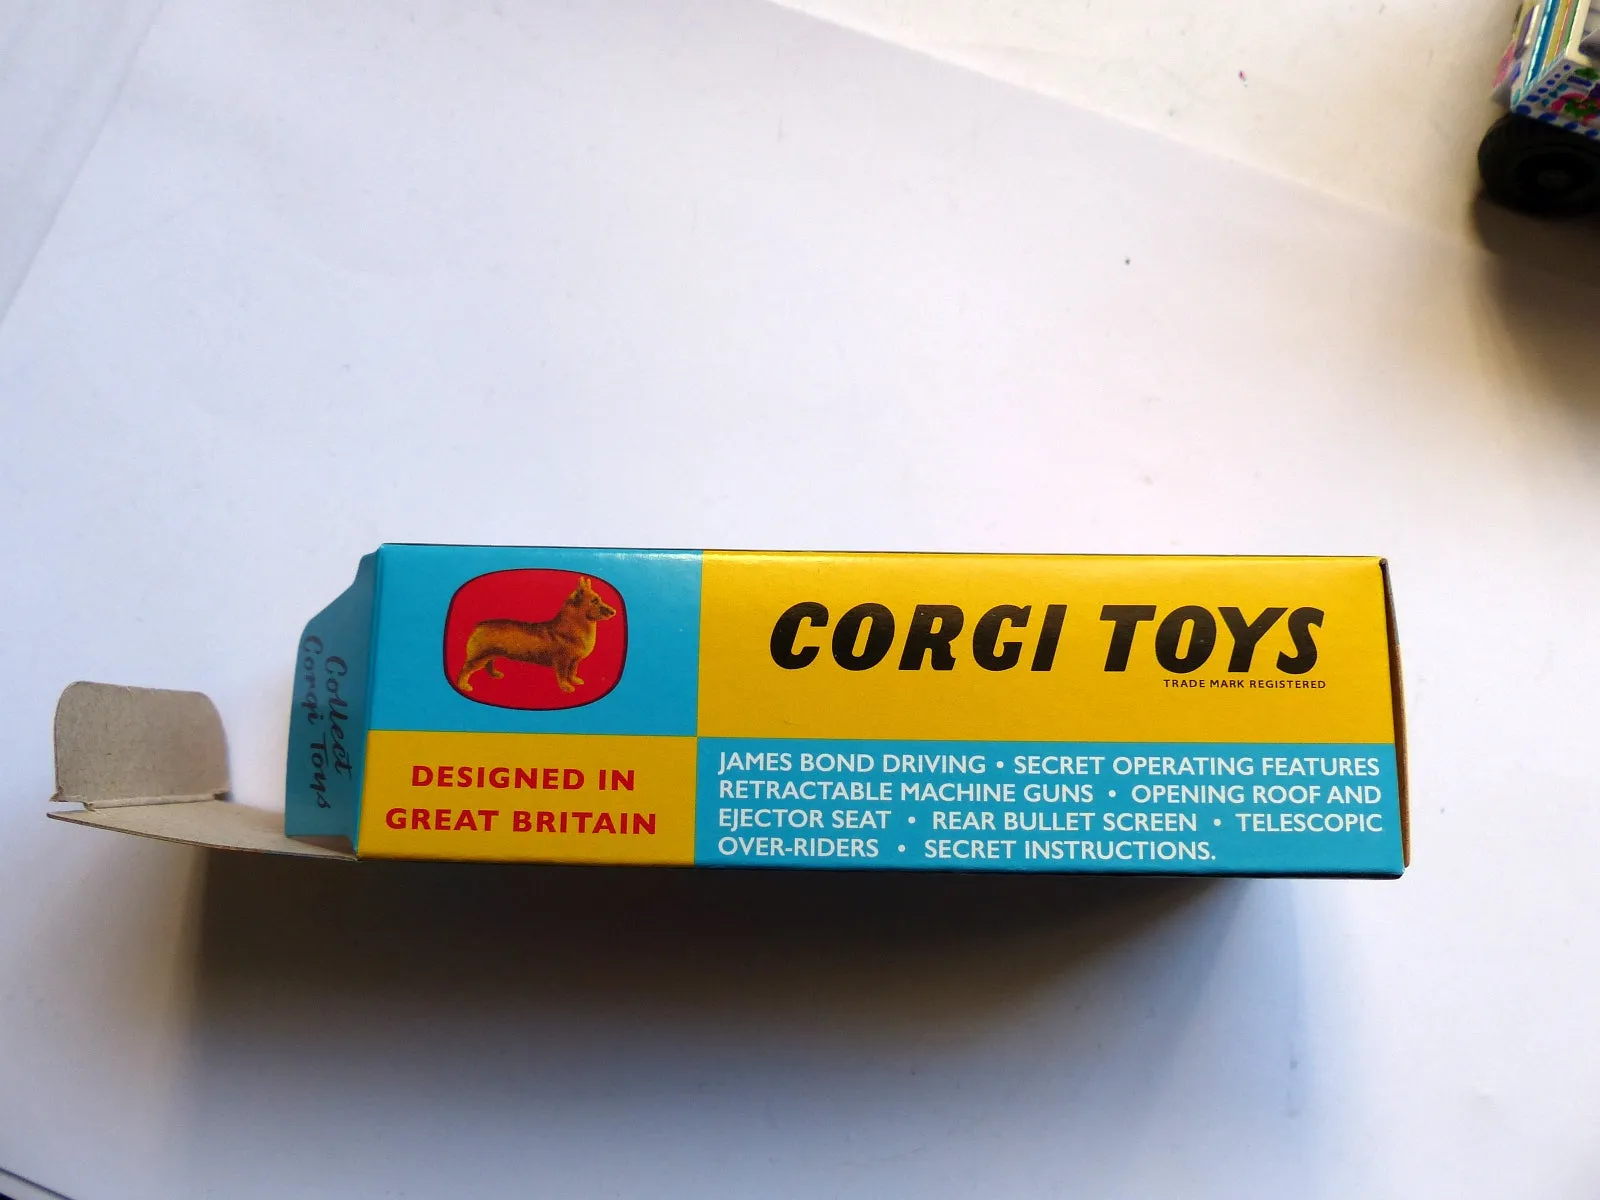 CORGI TOYS
TRADE MARK REGISTERED
DESIGNED IN
GREAT BRITAIN
JAMES BOND DRIVING • SECRET OPERATING FEATURES
RETRACTABLE MACHINE GUNS • OPENING ROOF AND
EJECTOR SEAT • REAR BULLET SCREEN • TELESCOPIC
OVER-RIDERS • SECRET INSTRUCTIONS.
Collect
Corgi Toys